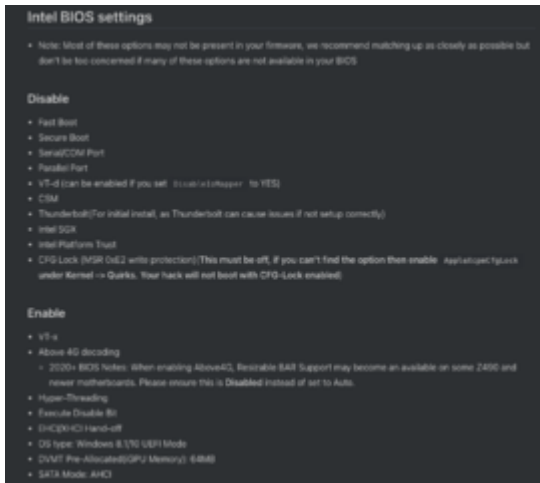 Intel BIOS settings
• Note: Most of these options may not be present in your firmware, we recommend matching up as closely as possible but
don't be too concerned if many of these options are not available in your BIOS
Disable
• Fast Boot
• Secure Boot
• Serial/COM Port
• Parallel Port
• VT-d (can be enabled if you set DisableIoMapper to YES)
• CSM
• Thunderbolt(For initial install, as Thunderbolt can cause issues if not setup correctly)
• Intel SGX
• Intel Platform Trust
• CFG Lock (MSR 0xE2 write protection)(This must be off, if you can't find the option then enable AppleXcpmCfgLock
under Kernel -> Quirks. Your hack will not boot with CFG-Lock enabled)
Enable
• VT-x
• Above 4G decoding
◦ 2020+ BIOS Notes: When enabling Above4G, Resizable BAR Support may become an available on some Z490 and
newer motherboards. Please ensure this is Disabled instead of set to Auto.
• Hyper-Threading
• Execute Disable Bit
• EHCI/XHCI Hand-off
• OS type: Windows 8.1/10 UEFI Mode
• DVMT Pre-Allocated(iGPU Memory): 64MB
• SATA Mode: AHCI